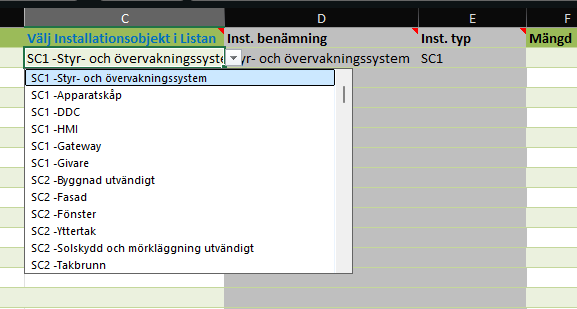 C D E F
Välj Installationsobjekt i Listan Inst. benämning Inst. typ Mängd
SC1 -Styr- och övervakningssyste yr- och övervakningssystem SC1
SC1 -Styr- och övervakningssystem
SC1 -Apparatskåp
SC1 -DDC
SC1 -HMI
SC1 -Gateway
SC1 -Givare
SC2 -Byggnad utvändigt
SC2 -Fasad
SC2 -Fönster
SC2 -Yttertak
SC2 -Solskydd och mörkläggning utvändigt
SC2 -Takbrunn